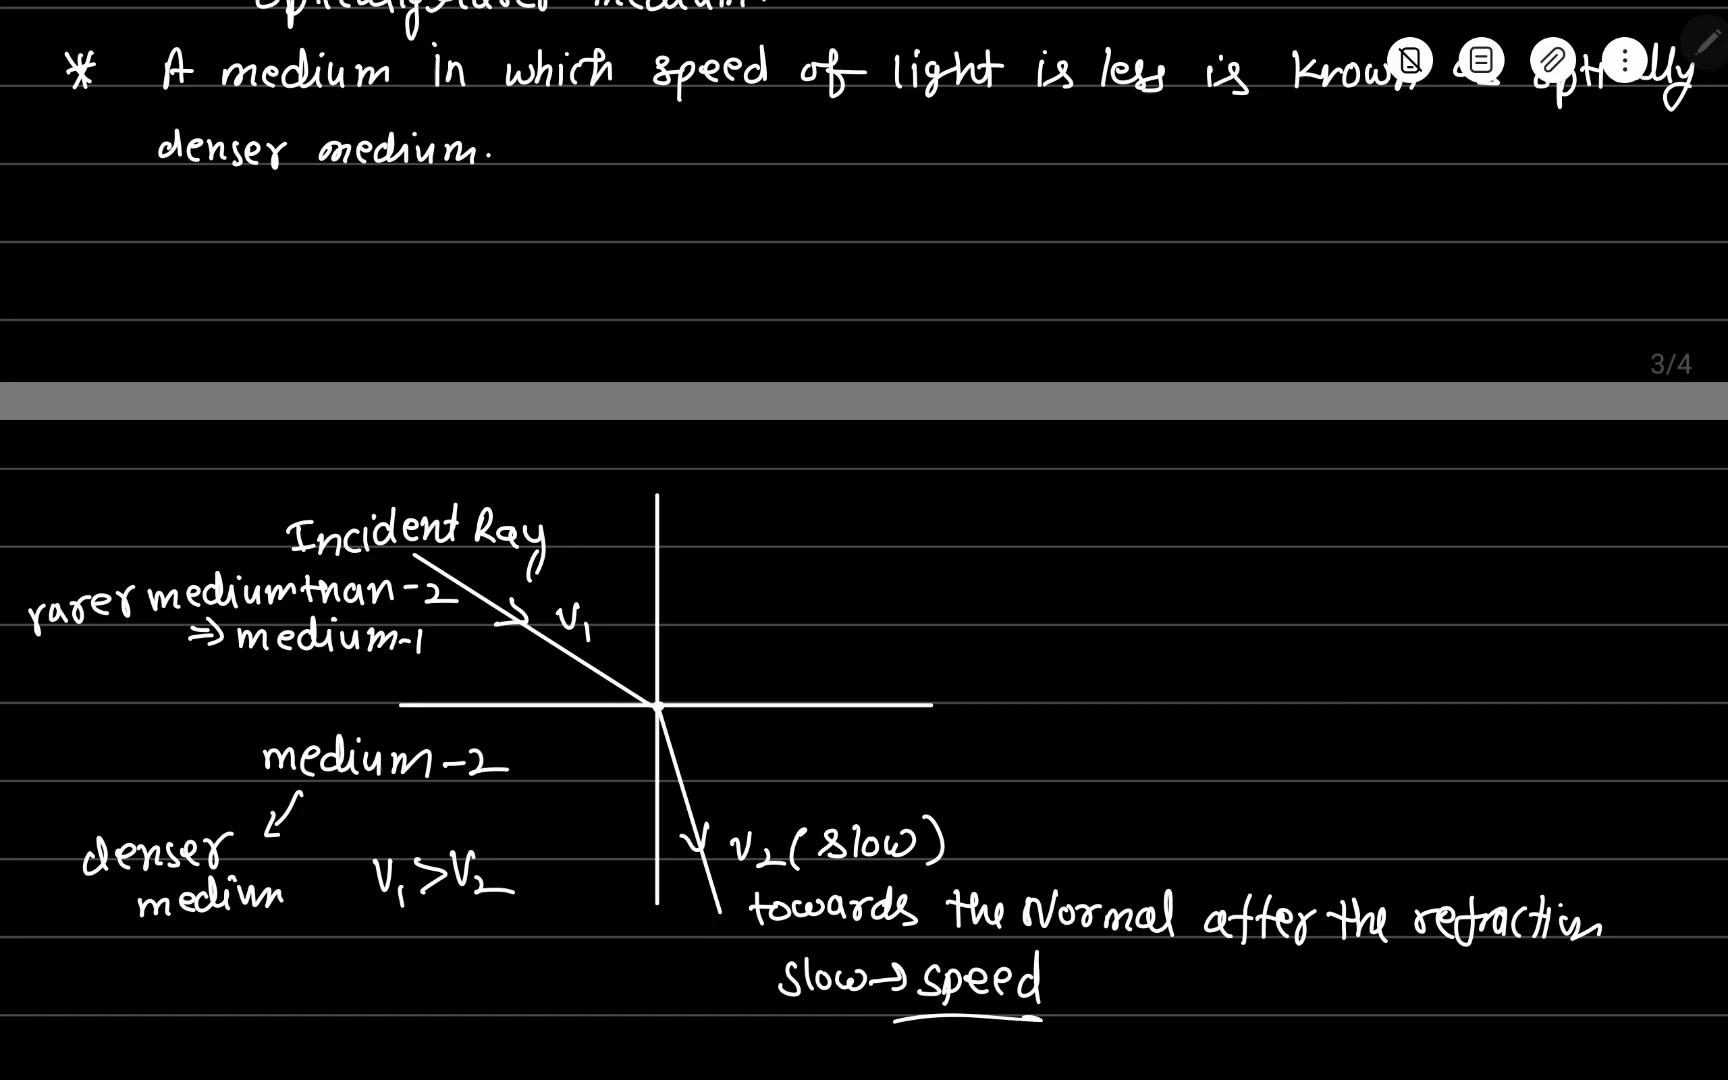 medium.
* A medium in which speed of light is less is known optically
denser medium.
3/4
Incident Ray
rarer medium than-2
⇒ medium-1
V₁
medium-2
denser
medium
V₁ > V₂
V₂ (slow)
towards the Normal after the refraction
slow → speed